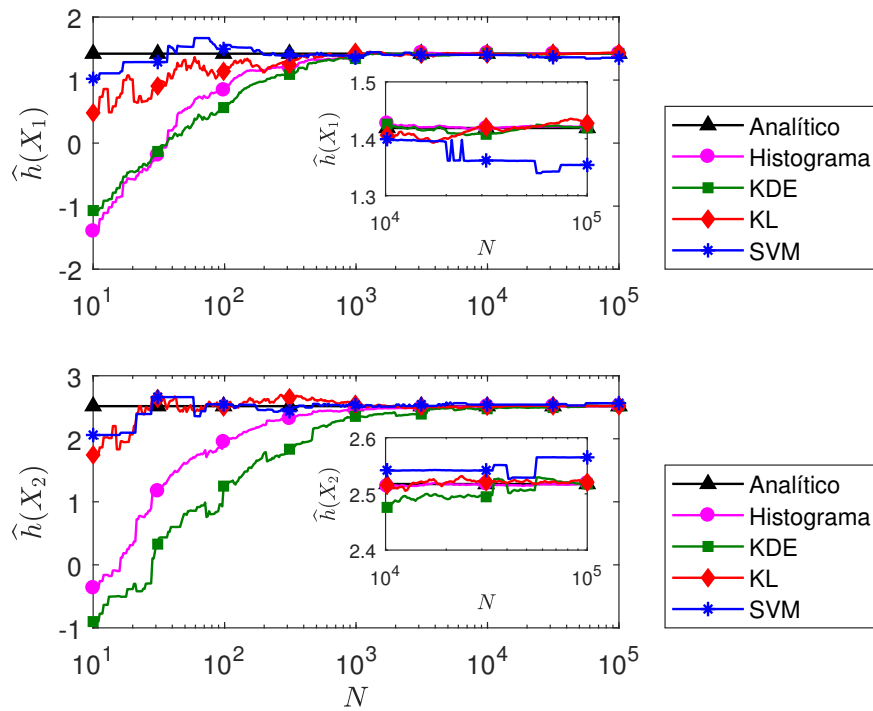 2
1
0
-1
-2
ĥ(X₁)
10¹ 10² 10³ 10⁴ 10⁵
1.5
1.4
1.3
ĥ(X₁)
10⁴ 10⁵
N
Analítico
Histograma
KDE
KL
SVM
3
2
1
0
-1
ĥ(X₂)
10¹ 10² 10³ 10⁴ 10⁵
N
2.6
2.5
2.4
ĥ(X₂)
10⁴ 10⁵
N
Analítico
Histograma
KDE
KL
SVM